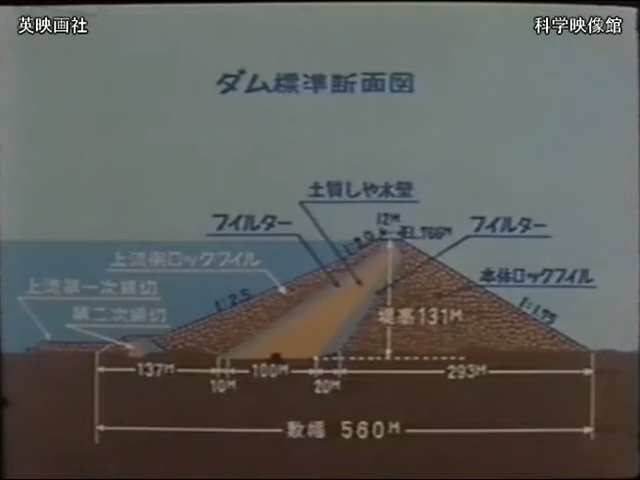 英映画社
科学映像館
ダム標準断面図
土質しや水壁
フイルター
12M
EL.766M
フイルター
1:2.0
上流側ロックフイル
本体ロックフイル
上流第一次締切
1:2.5
1:1.75
第二次締切
堤高131M
137M
10M
100M
20M
293M
敷幅 560M